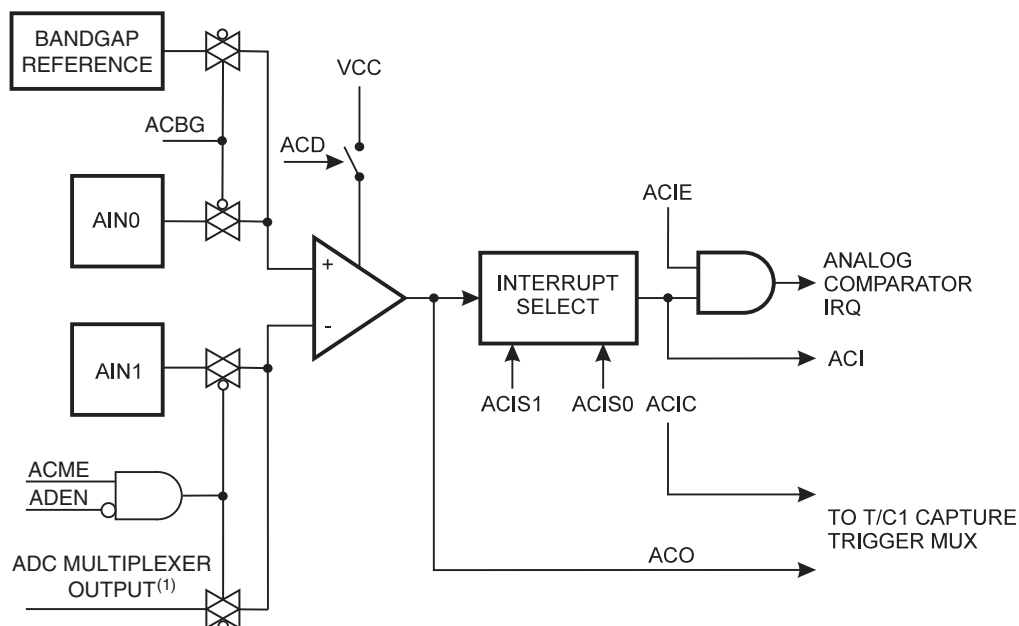 BANDGAP
REFERENCE
VCC
ACBG
ACD
AIN0
ACIE
+
INTERRUPT
SELECT
ANALOG
COMPARATOR
IRQ
-
AIN1
ACI
ACIS1
ACIS0
ACIC
ACME
ADEN
TO T/C1 CAPTURE
TRIGGER MUX
ADC MULTIPLEXER
OUTPUT(1)
ACO